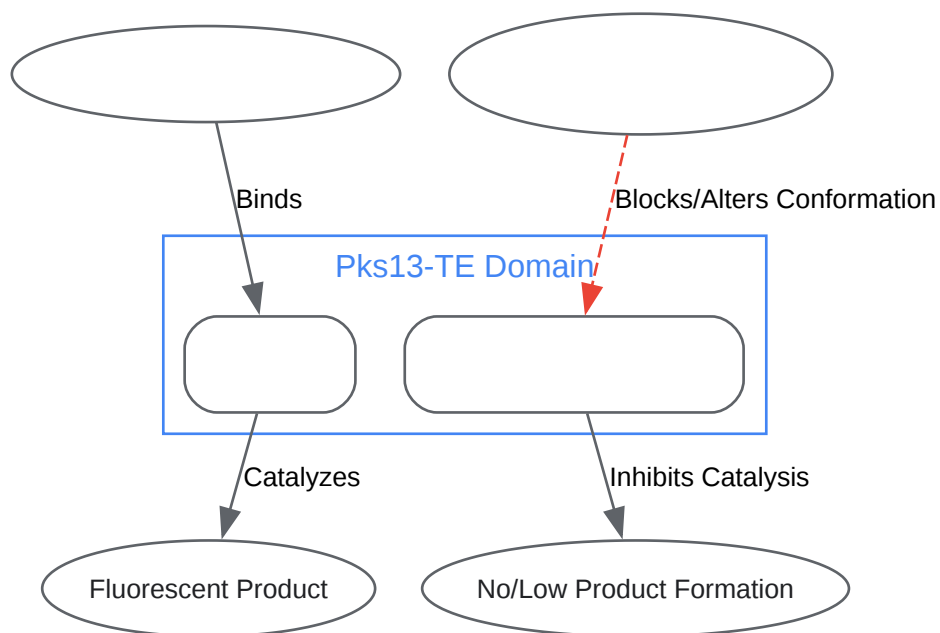 Binds
Blocks/Alters Conformation
Pks13-TE Domain
Catalyzes
Inhibits Catalysis
Fluorescent Product
No/Low Product Formation